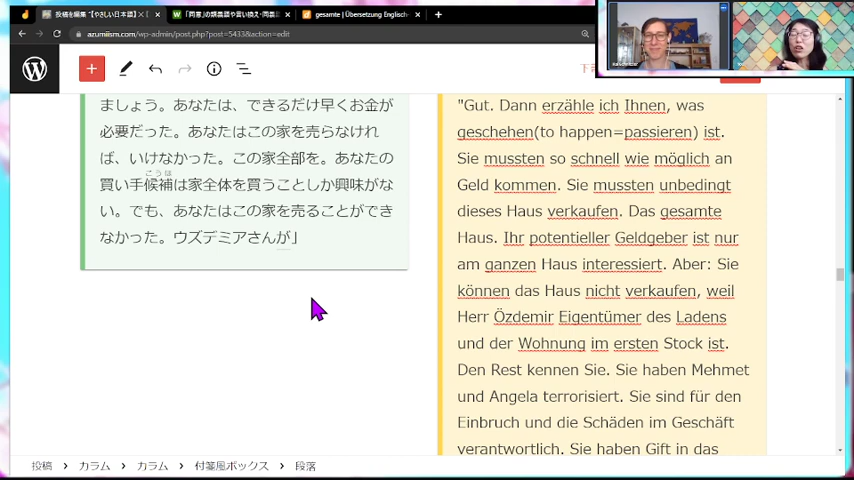 投稿を編集 "【やさしい日本語】
「同意」の類義語や言い換え・同義
gesamte | Übersetzung Englisch-
azumiism.com/wp-admin/post.php?post=5433&action=edit
ましょう。あなたは、できるだけ早くお金が
必要だった。あなたはこの家を売らなけれ
ば、いけなかった。この家全部を。あなたの
こうほ
買い手候補は家全体を買うことしか興味がな
い。でも、あなたはこの家を売ることができ
なかった。ウズデミアさんが」
"Gut. Dann erzähle ich Ihnen, was
geschehen(to happen=passieren) ist.
Sie mussten so schnell wie möglich an
Geld kommen. Sie mussten unbedingt
dieses Haus verkaufen. Das gesamte
Haus. Ihr potentieller Geldgeber ist nur
am ganzen Haus interessiert. Aber: Sie
können das Haus nicht verkaufen, weil
Herr Özdemir Eigentümer des Ladens
und der Wohnung im ersten Stock ist.
Den Rest kennen Sie. Sie haben Mehmet
und Angela terrorisiert. Sie sind für den
Einbruch und die Schäden im Geschäft
verantwortlich. Sie haben Gift in das
投稿 > カラム > カラム > 付箋風ボックス > 段落